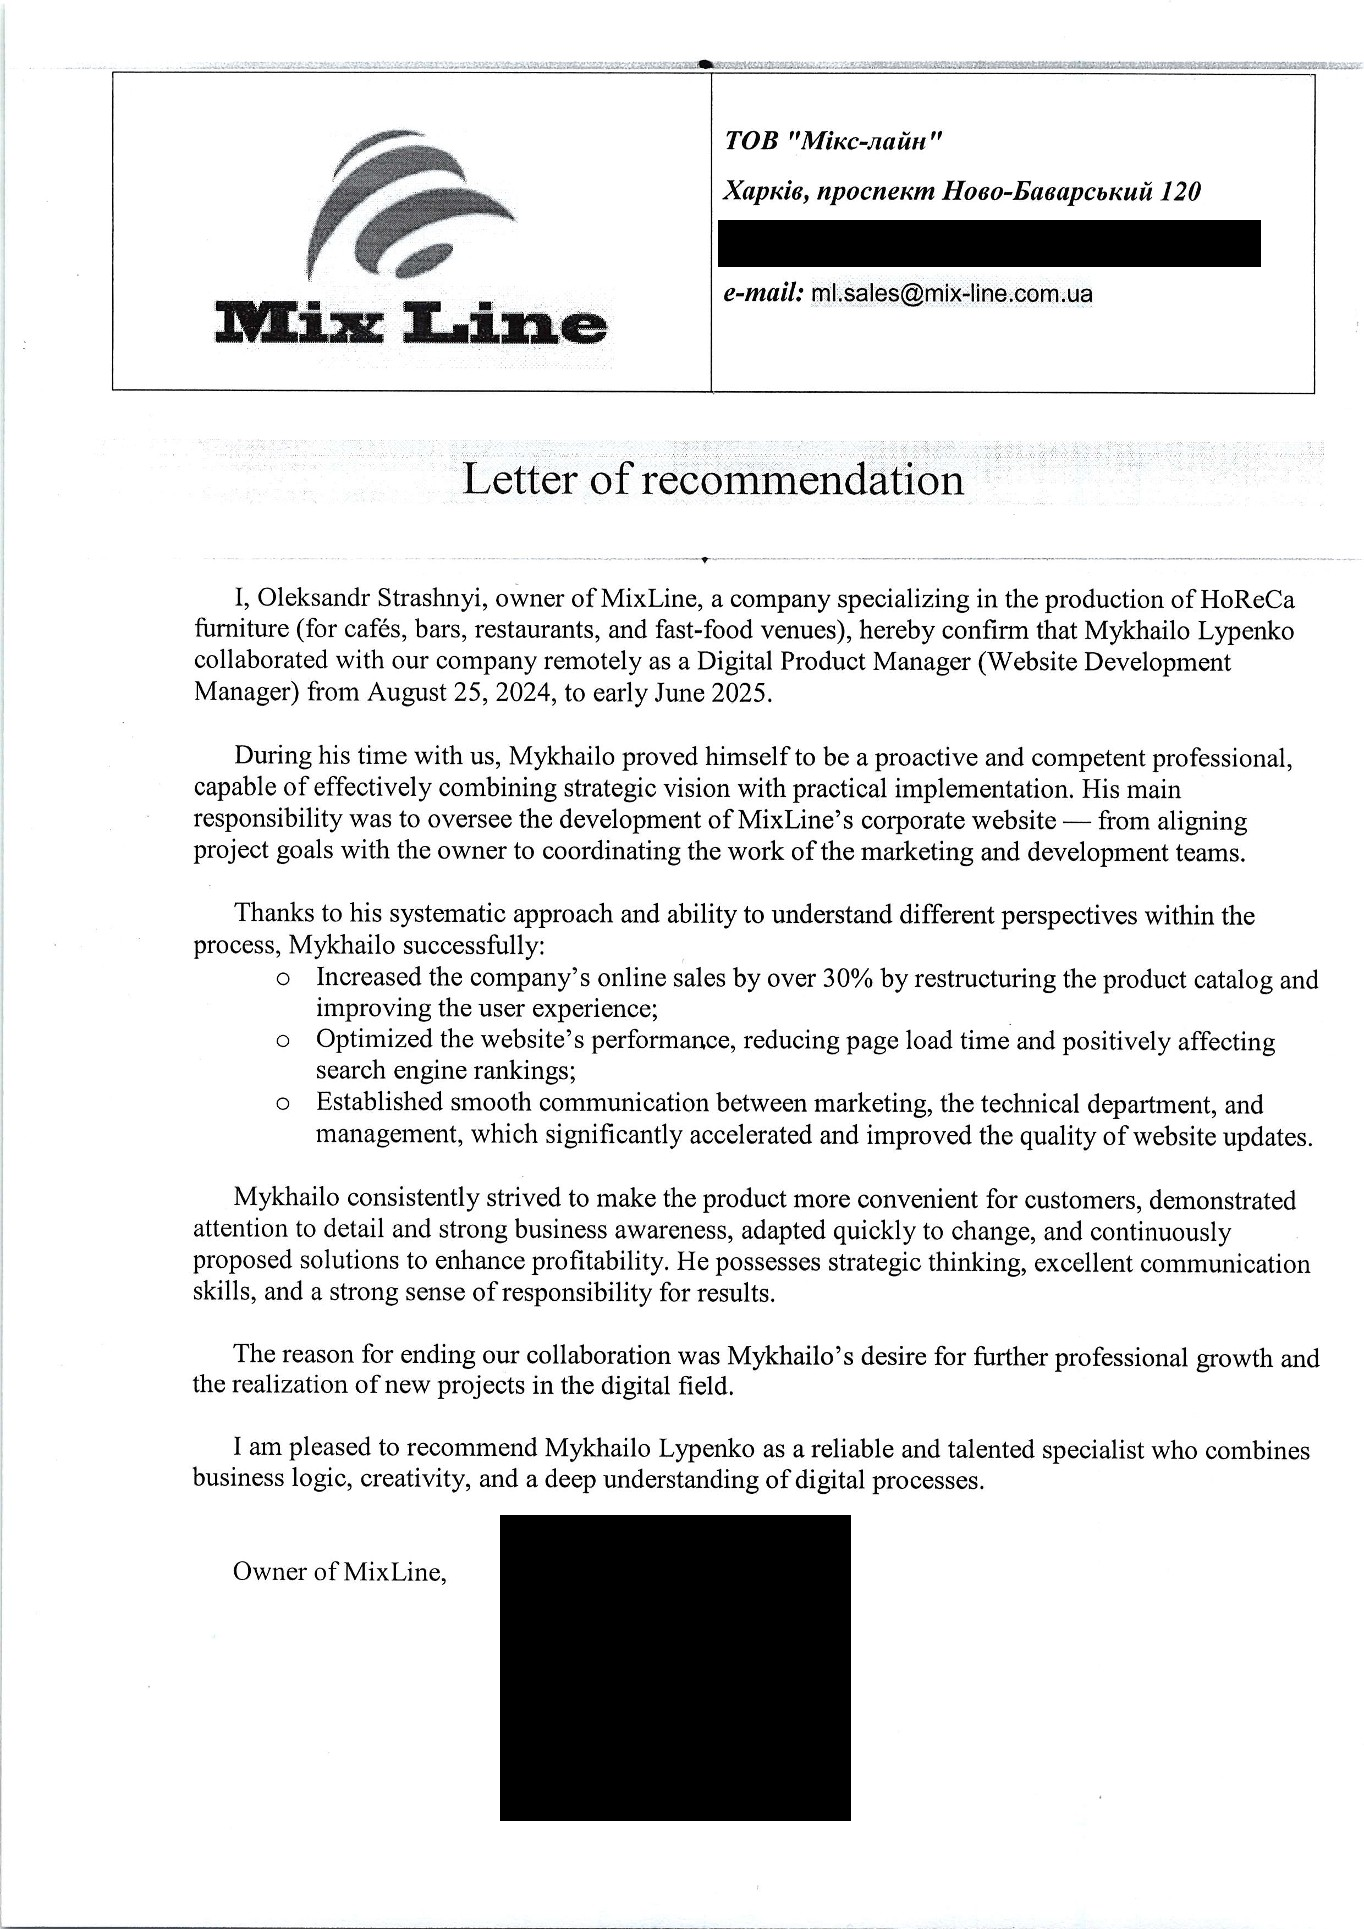 Mix Line
ТОВ "Мікс-лайн"
Харків, проспект Ново-Баварський 120
e-mail: ml.sales@mix-line.com.ua
Letter of recommendation
I, Oleksandr Strashnyi, owner of MixLine, a company specializing in the production of HoReCa
furniture (for cafés, bars, restaurants, and fast-food venues), hereby confirm that Mykhailo Lypenko
collaborated with our company remotely as a Digital Product Manager (Website Development
Manager) from August 25, 2024, to early June 2025.
During his time with us, Mykhailo proved himself to be a proactive and competent professional,
capable of effectively combining strategic vision with practical implementation. His main
responsibility was to oversee the development of MixLine’s corporate website — from aligning
project goals with the owner to coordinating the work of the marketing and development teams.
Thanks to his systematic approach and ability to understand different perspectives within the
process, Mykhailo successfully:
o Increased the company’s online sales by over 30% by restructuring the product catalog and
improving the user experience;
o Optimized the website’s performance, reducing page load time and positively affecting
search engine rankings;
o Established smooth communication between marketing, the technical department, and
management, which significantly accelerated and improved the quality of website updates.
Mykhailo consistently strived to make the product more convenient for customers, demonstrated
attention to detail and strong business awareness, adapted quickly to change, and continuously
proposed solutions to enhance profitability. He possesses strategic thinking, excellent communication
skills, and a strong sense of responsibility for results.
The reason for ending our collaboration was Mykhailo’s desire for further professional growth and
the realization of new projects in the digital field.
I am pleased to recommend Mykhailo Lypenko as a reliable and talented specialist who combines
business logic, creativity, and a deep understanding of digital processes.
Owner of MixLine,